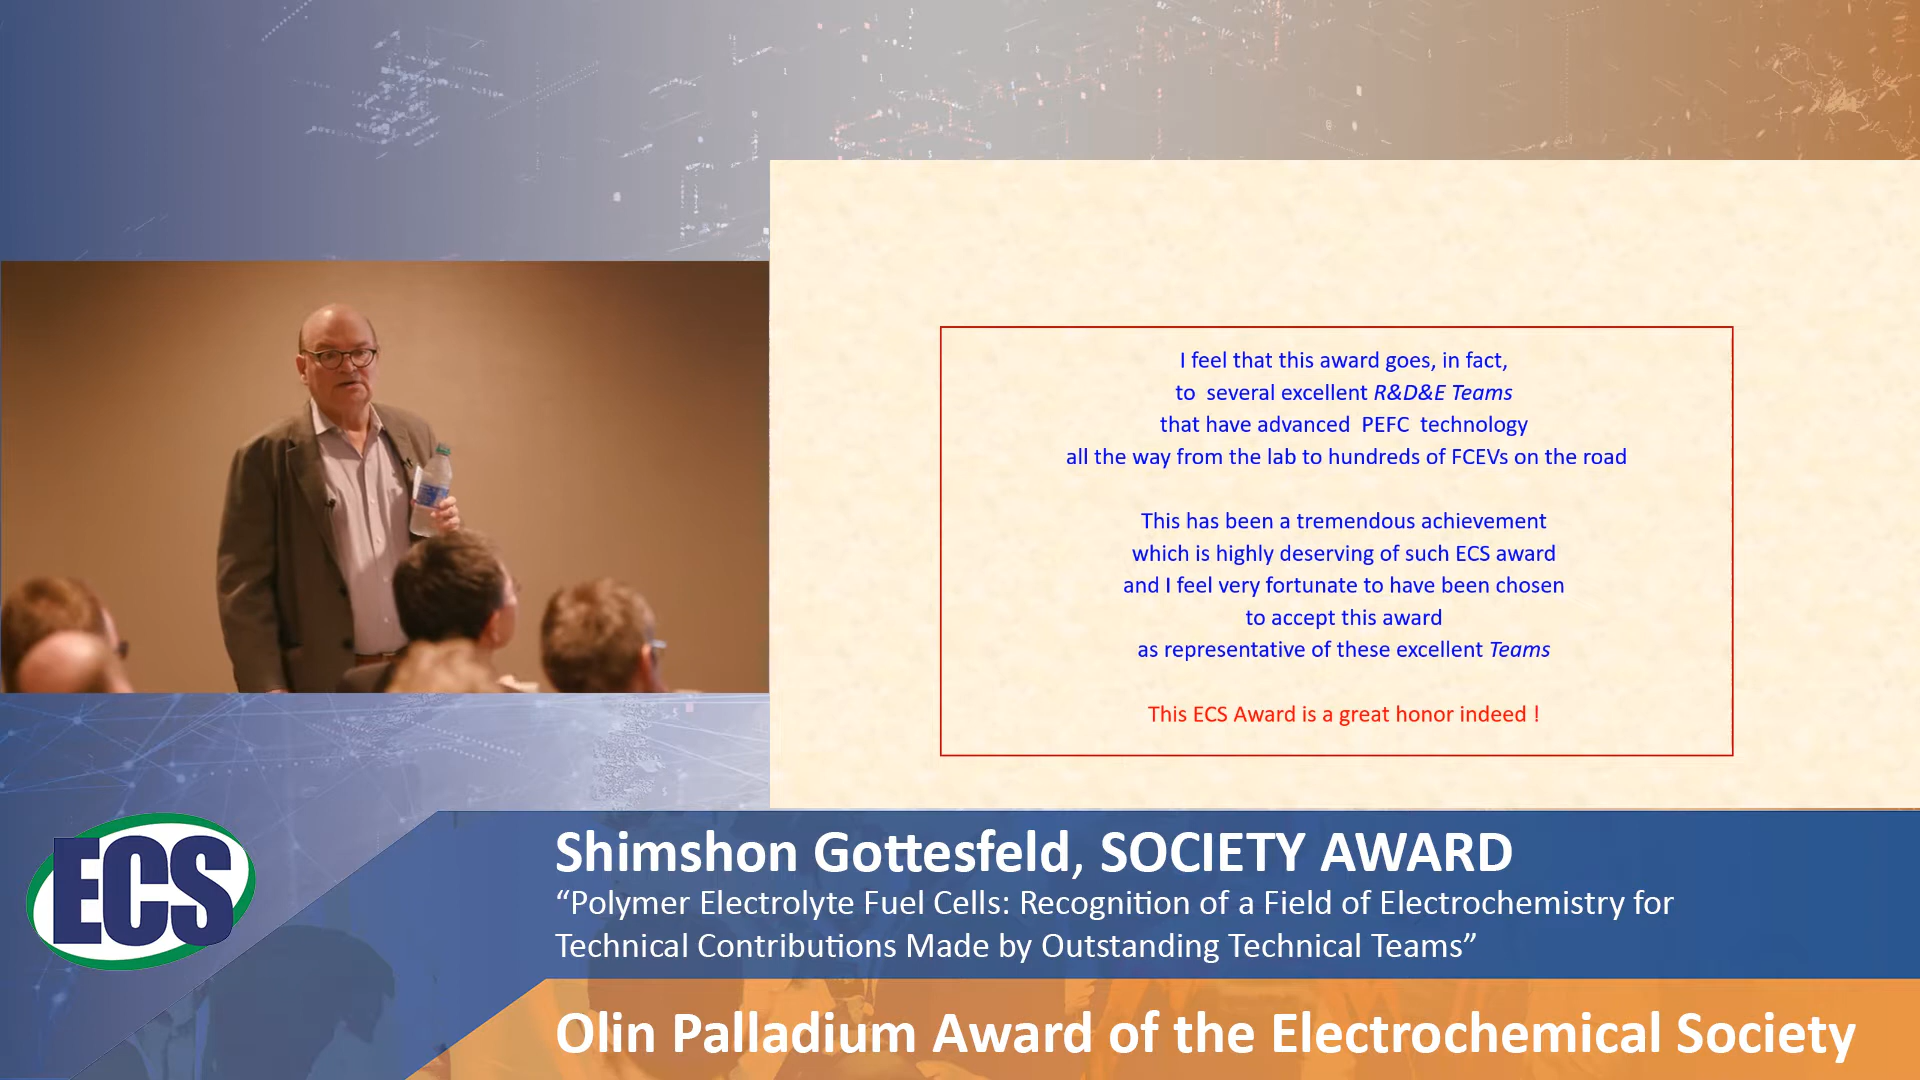 I feel that this award goes, in fact,
to several excellent R&D&E Teams
that have advanced PEFC technology
all the way from the lab to hundreds of FCEVs on the road
This has been a tremendous achievement
which is highly deserving of such ECS award
and I feel very fortunate to have been chosen
to accept this award
as representative of these excellent Teams
This ECS Award is a great honor indeed !
ECS
Shimshon Gottesfeld, SOCIETY AWARD
“Polymer Electrolyte Fuel Cells: Recognition of a Field of Electrochemistry for
Technical Contributions Made by Outstanding Technical Teams”
Olin Palladium Award of the Electrochemical Society